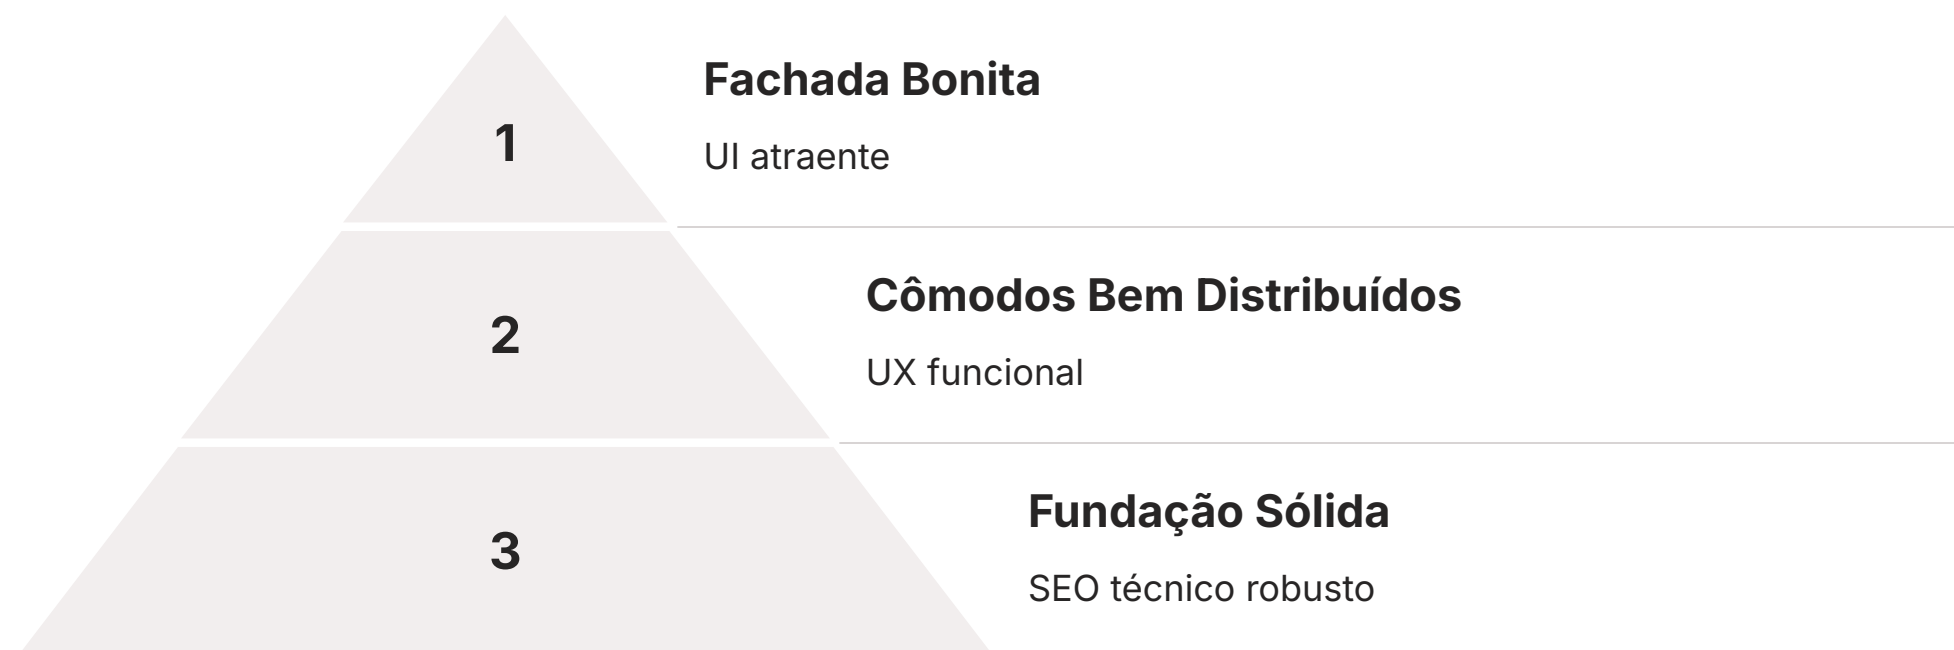 1
Fachada Bonita
UI atraente
2
Cômodos Bem Distribuídos
UX funcional
3
Fundação Sólida
SEO técnico robusto